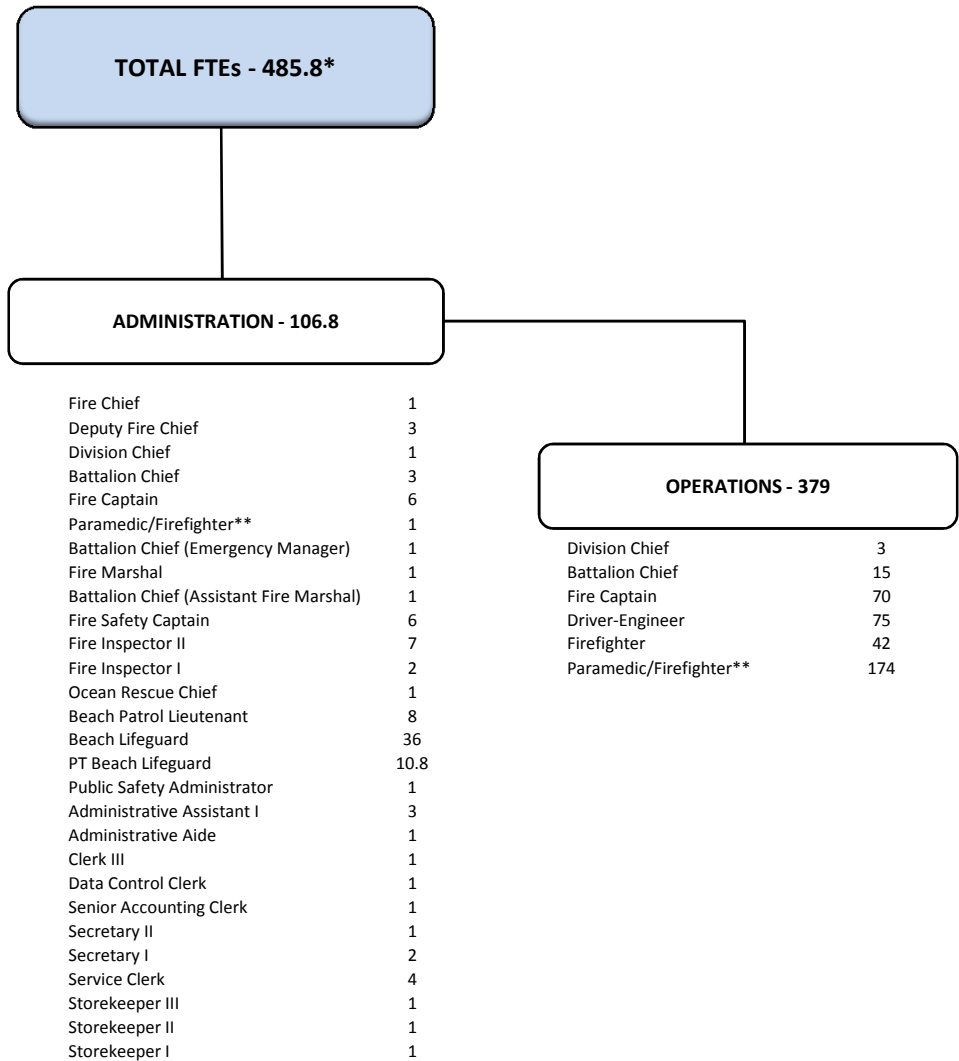 TOTAL FTEs - 485.8*
ADMINISTRATION - 106.8
Fire Chief 1
Deputy Fire Chief 3
Division Chief 1
Battalion Chief 3
Fire Captain 6
Paramedic/Firefighter** 1
Battalion Chief (Emergency Manager) 1
Fire Marshal 1
Battalion Chief (Assistant Fire Marshal) 1
Fire Safety Captain 6
Fire Inspector II 7
Fire Inspector I 2
Ocean Rescue Chief 1
Beach Patrol Lieutenant 8
Beach Lifeguard 36
PT Beach Lifeguard 10.8
Public Safety Administrator 1
Administrative Assistant I 3
Administrative Aide 1
Clerk III 1
Data Control Clerk 1
Senior Accounting Clerk 1
Secretary II 1
Secretary I 2
Service Clerk 4
Storekeeper III 1
Storekeeper II 1
Storekeeper I 1
OPERATIONS - 379
Division Chief 3
Battalion Chief 15
Fire Captain 70
Driver-Engineer 75
Firefighter 42
Paramedic/Firefighter** 174